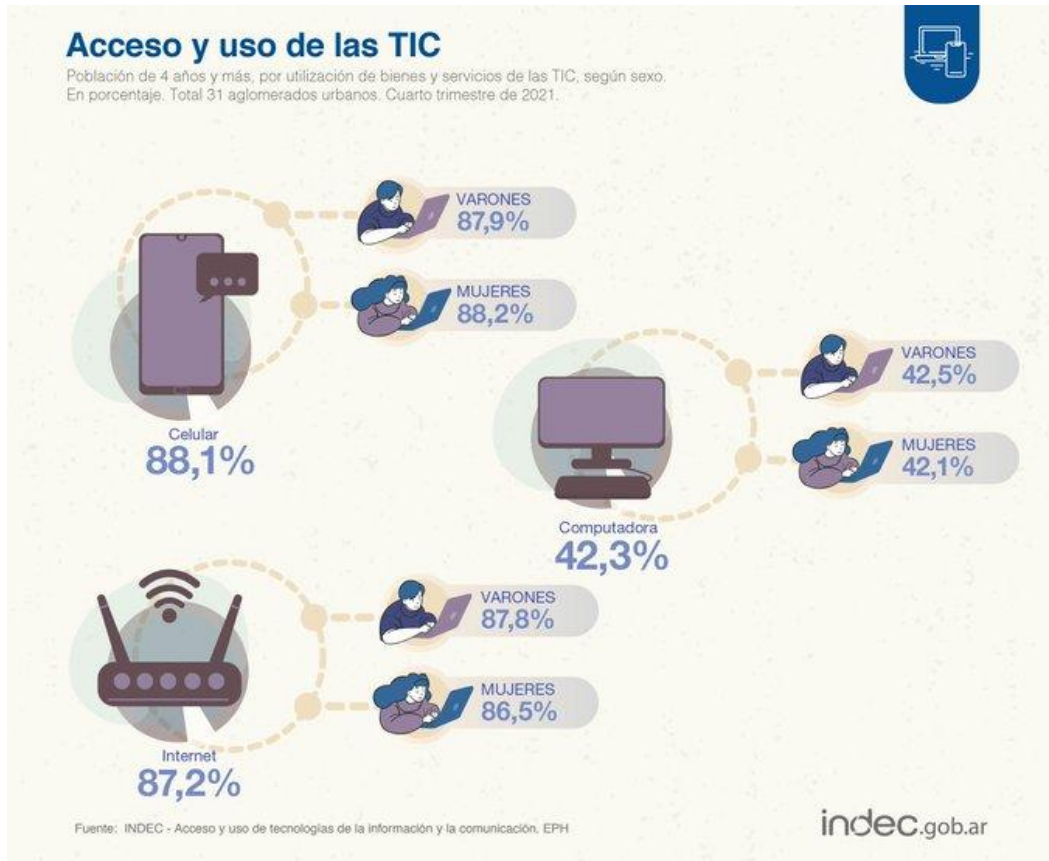 Acceso y uso de las TIC
Población de 4 años y más, por utilización de bienes y servicios de las TIC, según sexo.
En porcentaje. Total 31 aglomerados urbanos. Cuarto trimestre de 2021.
VARONES
87,9%
MUJERES
88,2%
Celular
88,1%
VARONES
42,5%
MUJERES
42,1%
Computadora
42,3%
VARONES
87,8%
MUJERES
86,5%
Internet
87,2%
Fuente: INDEC - Acceso y uso de tecnologías de la información y la comunicación. EPH
indec.gob.ar